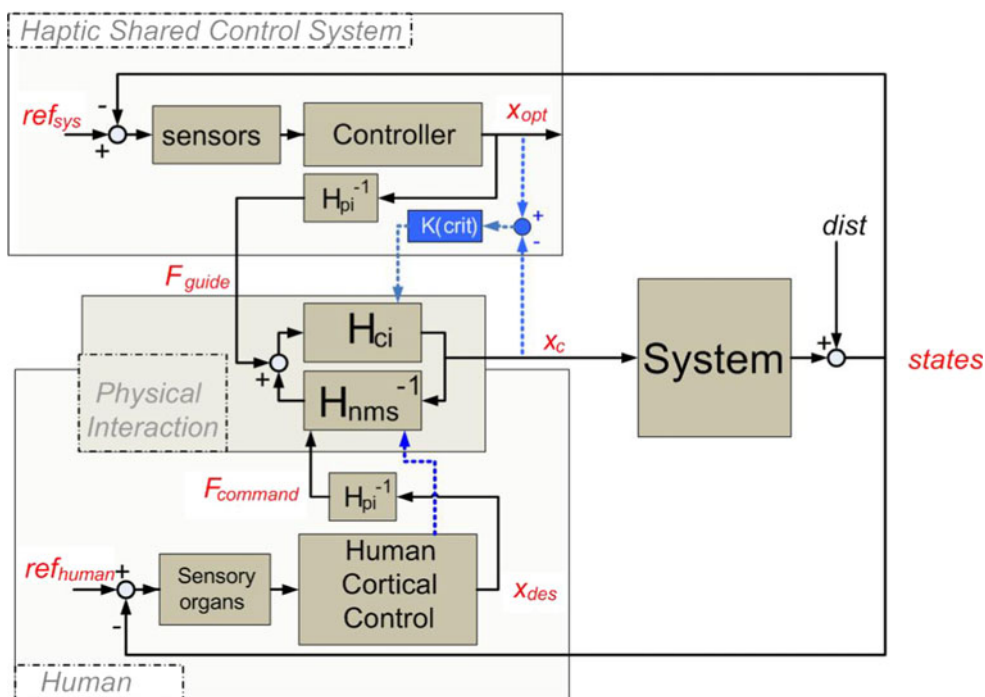 Haptic Shared Control System
-
ref_sys
+
sensors
Controller
x_opt
H_pi^-1
K(crit)
+
-
dist
F_guide
H_ci
+
x_c
System
+
states
Physical
Interaction
H_nms^-1
F_command
H_pi^-1
ref_human
+
Sensory
organs
Human
Cortical
Control
x_des
-
Human